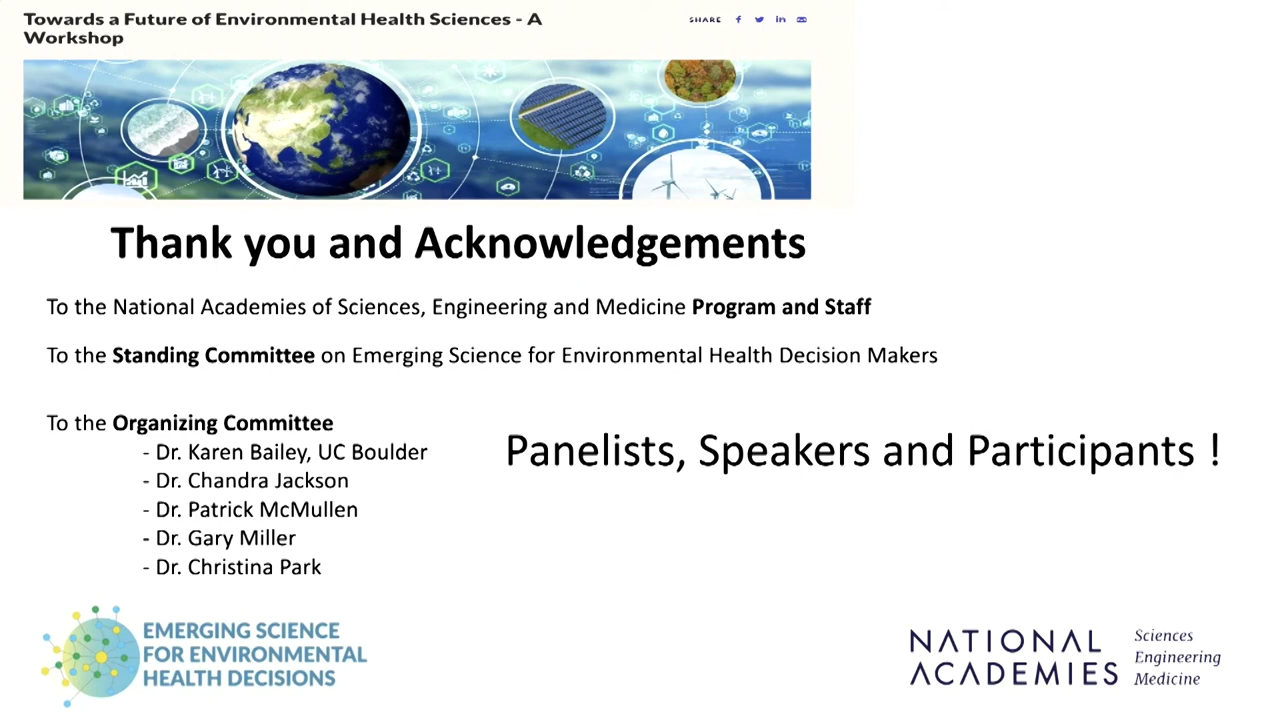 Towards a Future of Environmental Health Sciences - A
Workshop
SHARE
Thank you and Acknowledgements
To the National Academies of Sciences, Engineering and Medicine Program and Staff
To the Standing Committee on Emerging Science for Environmental Health Decision Makers
To the Organizing Committee
- Dr. Karen Bailey, UC Boulder
- Dr. Chandra Jackson
- Dr. Patrick McMullen
- Dr. Gary Miller
- Dr. Christina Park
Panelists, Speakers and Participants !
EMERGING SCIENCE
FOR ENVIRONMENTAL
HEALTH DECISIONS
NATIONAL
ACADEMIES
Sciences
Engineering
Medicine